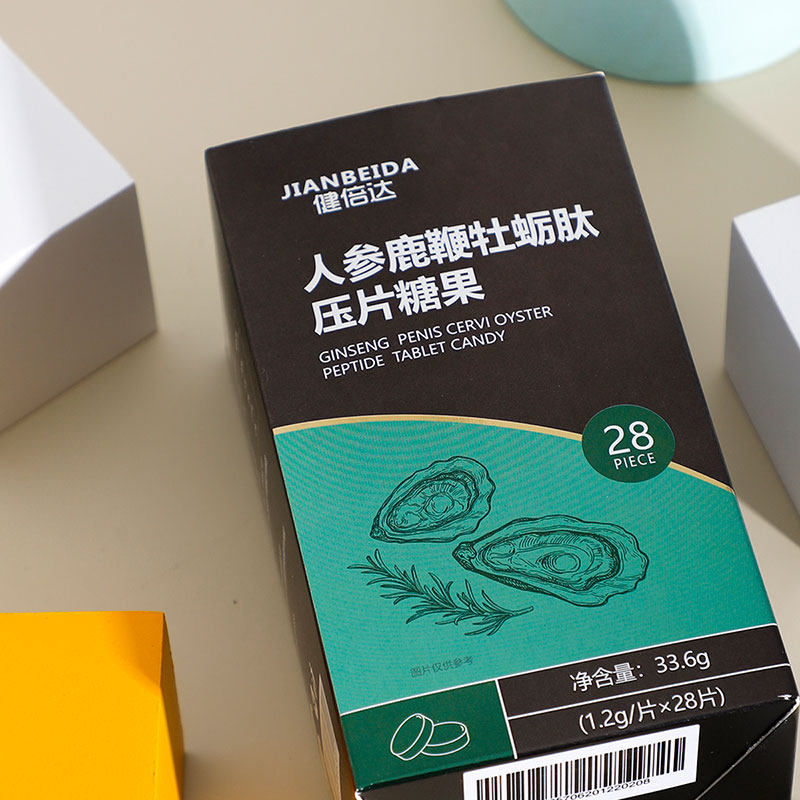 JIANBEIDA
健倍达
人参鹿鞭牡蛎肽
压片糖果
GINSENG PENIS CERVI OYSTER
PEPTIDE TABLET CANDY
28
PIECE
图片仅供参考
净含量：33.6g
(1.2g/片×28片)